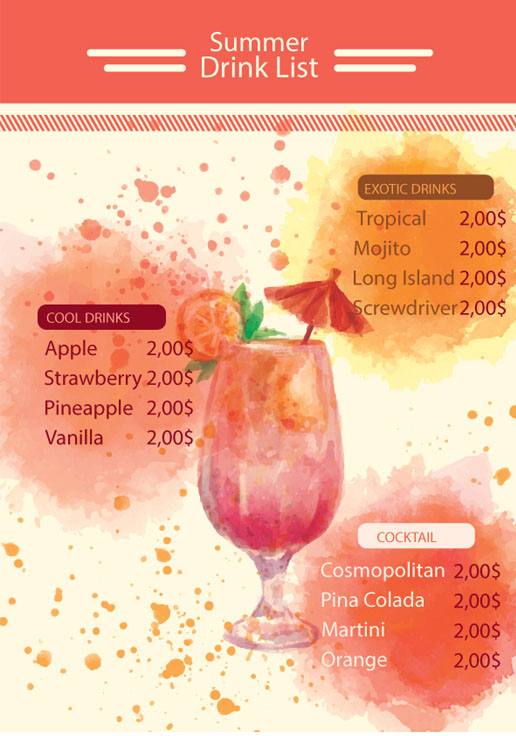 Summer
Drink List
EXOTIC DRINKS
Tropical 2,00$
Mojito 2,00$
Long Island 2,00$
Screwdriver 2,00$
COOL DRINKS
Apple 2,00$
Strawberry 2,00$
Pineapple 2,00$
Vanilla 2,00$
COCKTAIL
Cosmopolitan 2,00$
Pina Colada 2,00$
Martini 2,00$
Orange 2,00$